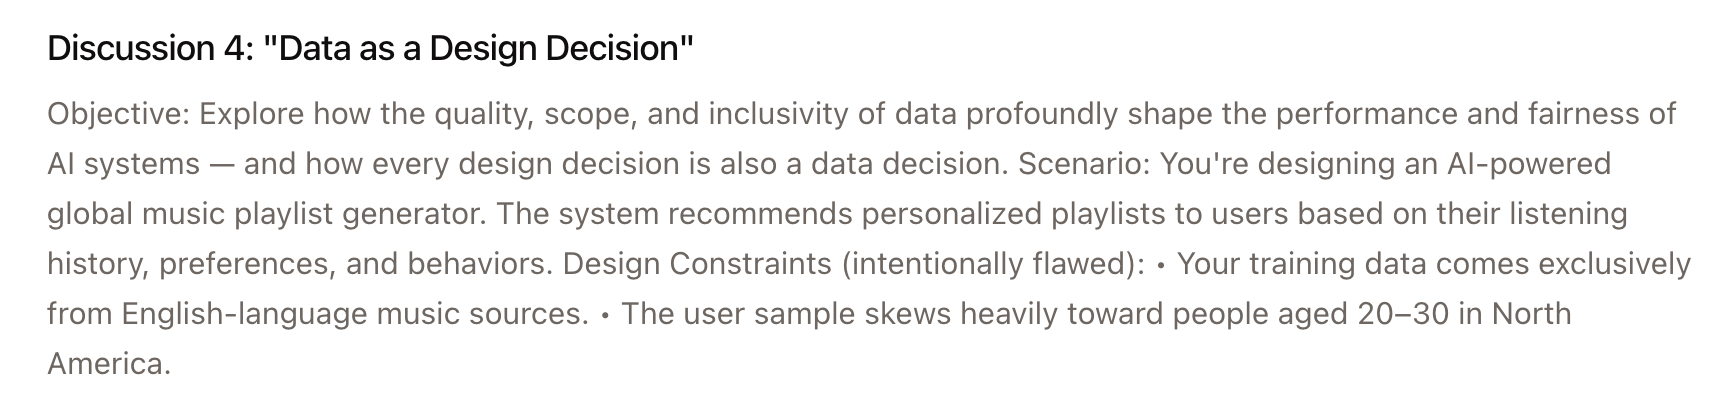 Discussion 4: "Data as a Design Decision"
Objective: Explore how the quality, scope, and inclusivity of data profoundly shape the performance and fairness of
AI systems — and how every design decision is also a data decision. Scenario: You're designing an AI-powered
global music playlist generator. The system recommends personalized playlists to users based on their listening
history, preferences, and behaviors. Design Constraints (intentionally flawed): • Your training data comes exclusively
from English-language music sources. • The user sample skews heavily toward people aged 20–30 in North
America.